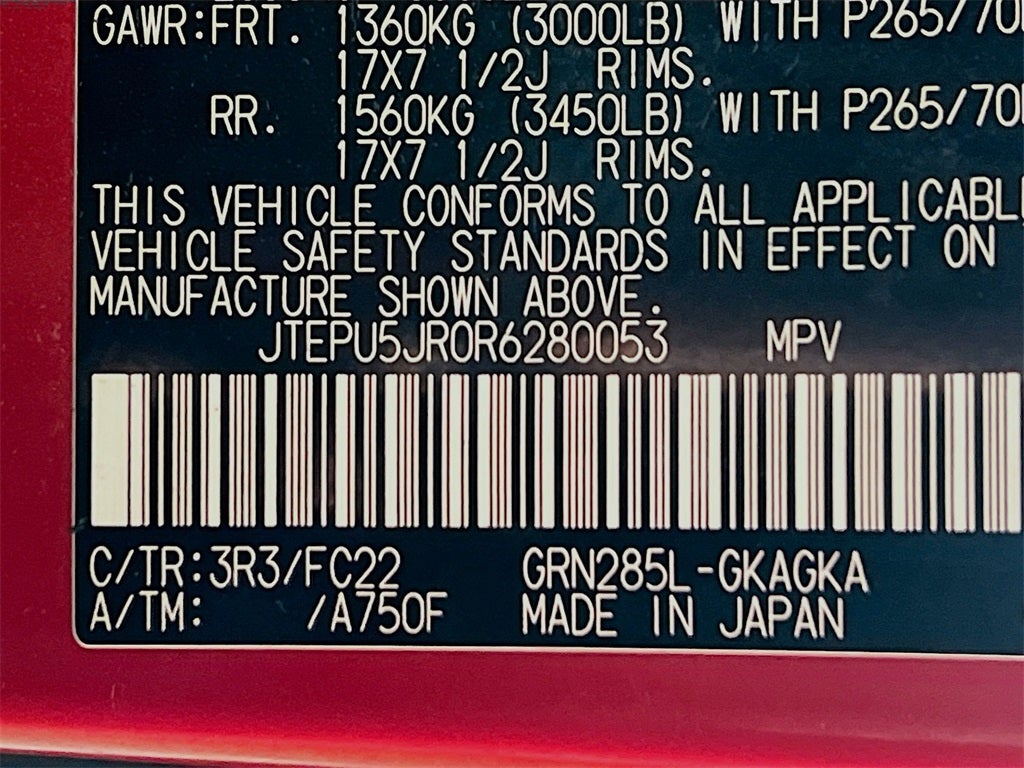 GAWR:FRT. 1360KG (3000LB) WITH P265/70
17X7 1/2J RIMS.
RR. 1560KG (3450LB) WITH P265/70
17X7 1/2J RIMS.
THIS VEHICLE CONFORMS TO ALL APPLICABL
VEHICLE SAFETY STANDARDS IN EFFECT ON
MANUFACTURE SHOWN ABOVE.
JTEPU5JR0R6280053 MPV
C/TR:3R3/FC22 GRN285L-GKAGKA
A/TM: /A750F MADE IN JAPAN